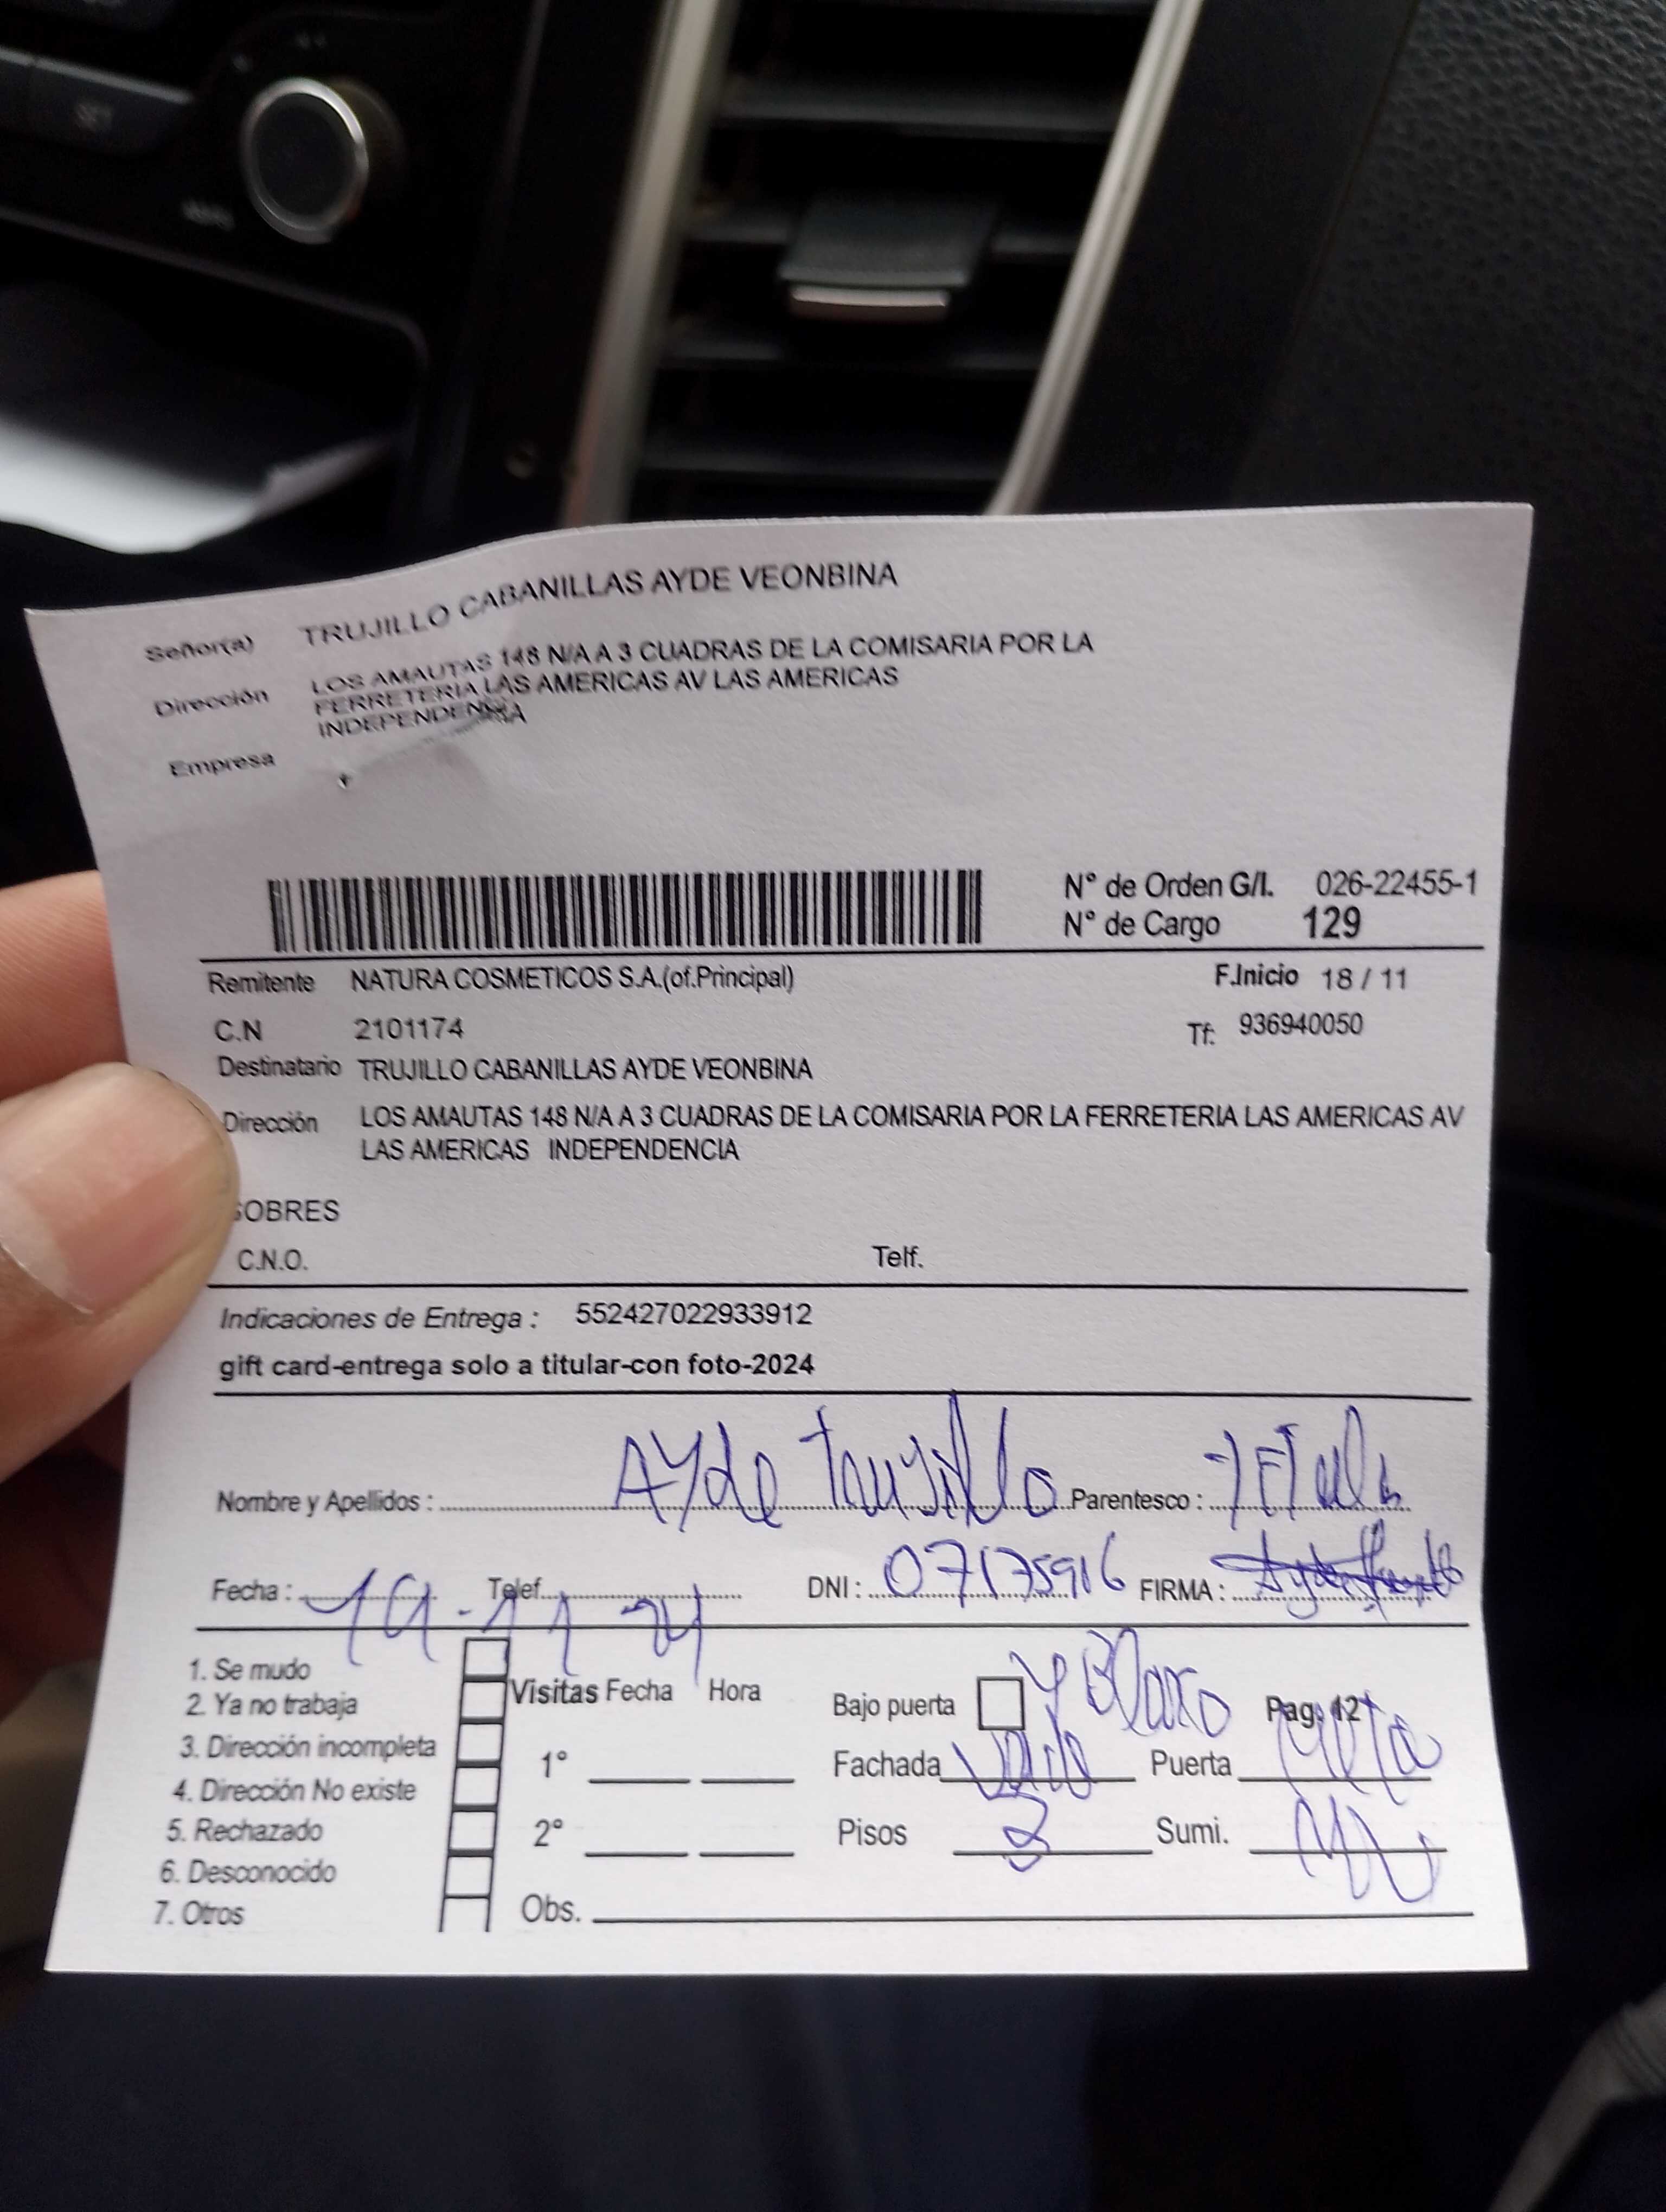 SET
Señor(a) TRUJILLO CABANILLAS AYDE VEONBINA
Dirección LOS AMAUTAS 148 N/A A 3 CUADRAS DE LA COMISARIA POR LA
FERRETERIA LAS AMERICAS AV LAS AMERICAS
INDEPENDENCIA
Empresa
N° de Orden G/I. 026-22455-1
N° de Cargo 129
Remitente NATURA COSMETICOS S.A.(of.Principal) F.Inicio 18 / 11
C.N 2101174 Tf: 936940050
Destinatario TRUJILLO CABANILLAS AYDE VEONBINA
Dirección LOS AMAUTAS 148 N/A A 3 CUADRAS DE LA COMISARIA POR LA FERRETERIA LAS AMERICAS AV
LAS AMERICAS INDEPENDENCIA
SOBRES
C.N.O. Telf.
Indicaciones de Entrega : 552427022933912
gift card-entrega solo a titular-con foto-2024
Nombre y Apellidos : Ayde Trujillo Parentesco :
Fecha : 19-11-24 Telef. DNI : 07175916 FIRMA :
1. Se mudo
2. Ya no trabaja
3. Dirección incompleta
4. Dirección No existe
5. Rechazado
6. Desconocido
7. Otros
Visitas Fecha Hora
1°
2°
Obs.
Bajo puerta Pag. 12
Fachada Puerta
Pisos 3 Sumi.